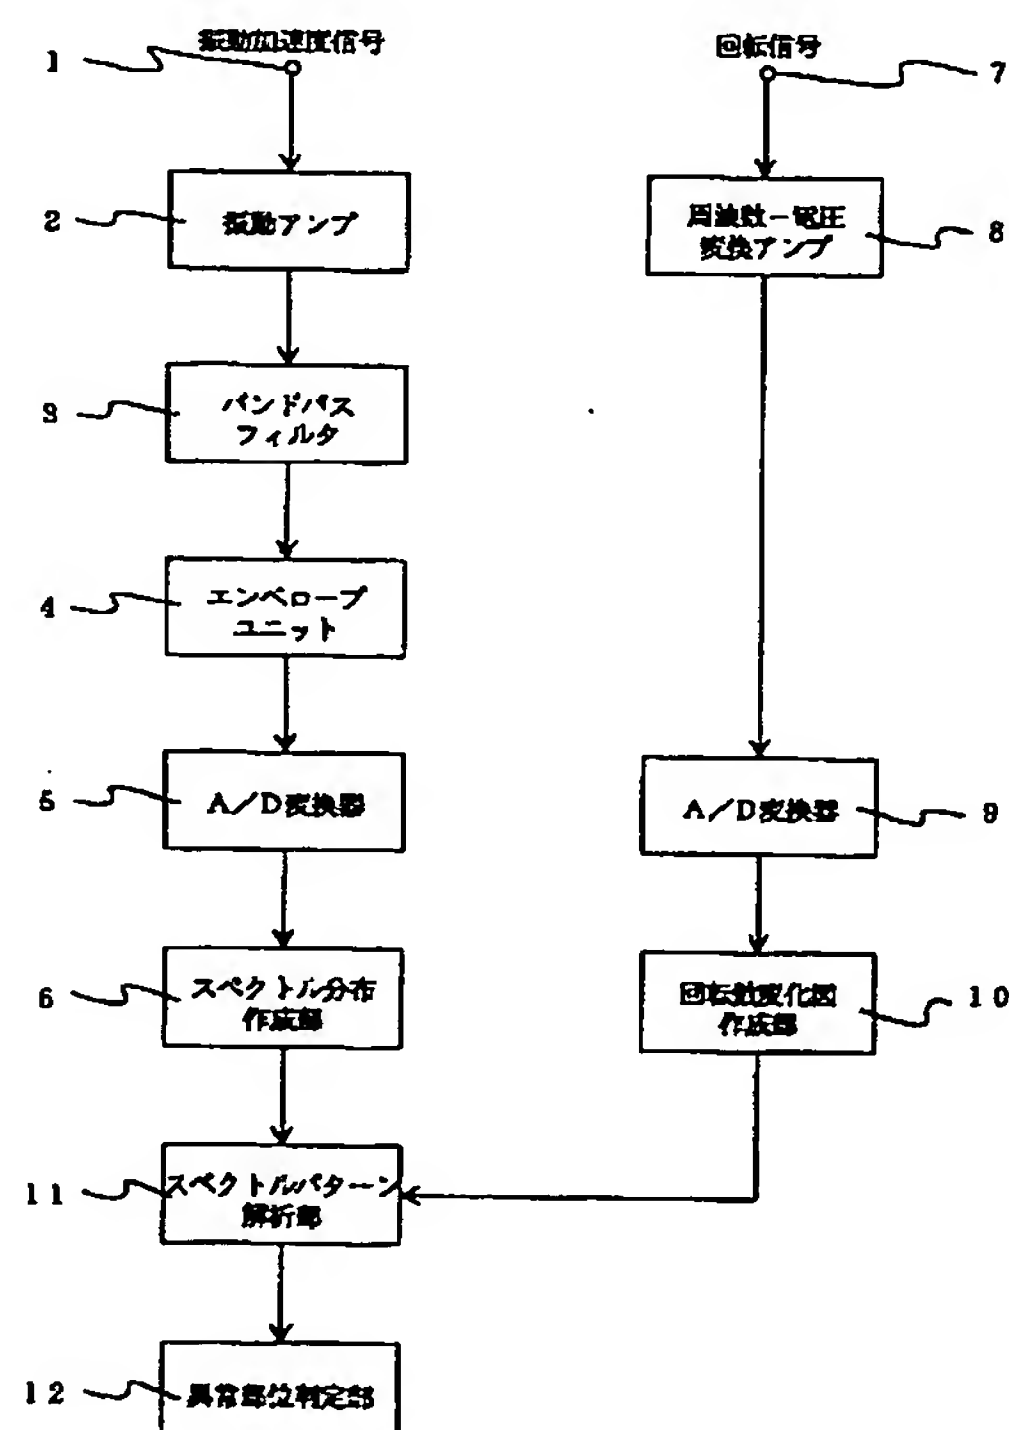 振動加速度信号
1
振動アンプ
2
バンドパス
フィルタ
3
エンベロープ
ユニット
4
A/D変換器
5
スペクトル分布
作成部
6
スペクトルパターン
解析部
11
異常部位判定部
12
回転信号
7
周波数-電圧
変換アンプ
8
A/D変換器
9
回転数変化図
作成部
10